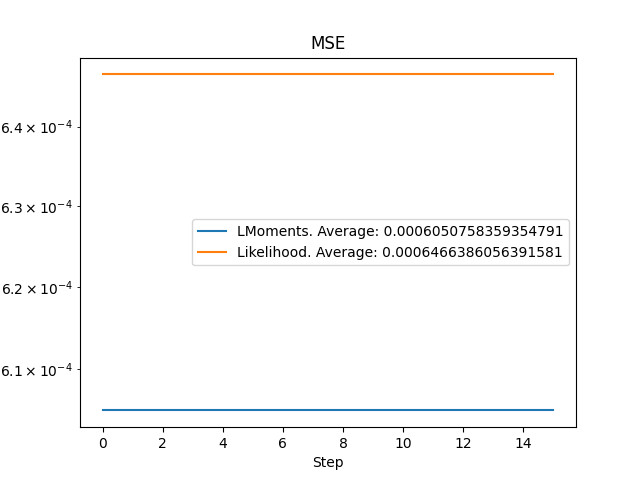 MSE
6.4 × 10⁻⁴
6.3 × 10⁻⁴
6.2 × 10⁻⁴
6.1 × 10⁻⁴
LMoments. Average: 0.0006050758359354791
Likelihood. Average: 0.0006466386056391581
0 2 4 6 8 10 12 14
Step